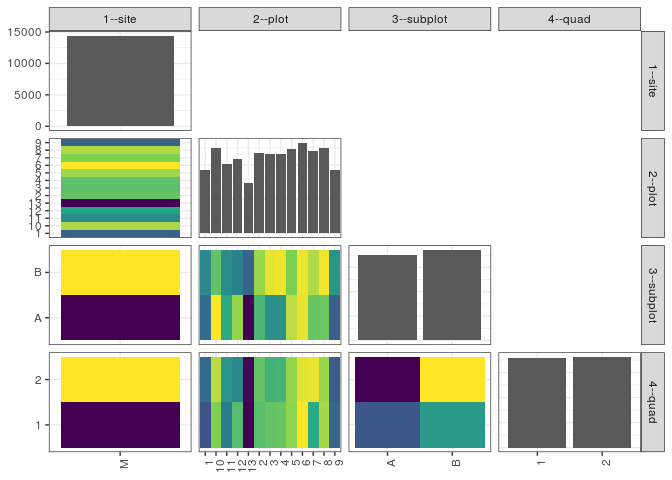 1--site 2--plot 3--subplot 4--quad
15000
10000
5000
0
1--site
9
8
7
6
5
4
3
2
13
12
11
10
1
2--plot
B
A
3--subplot
2
1
4--quad
M 1 10 11 12 13 2 3 4 5 6 7 8 9 A B 1 2